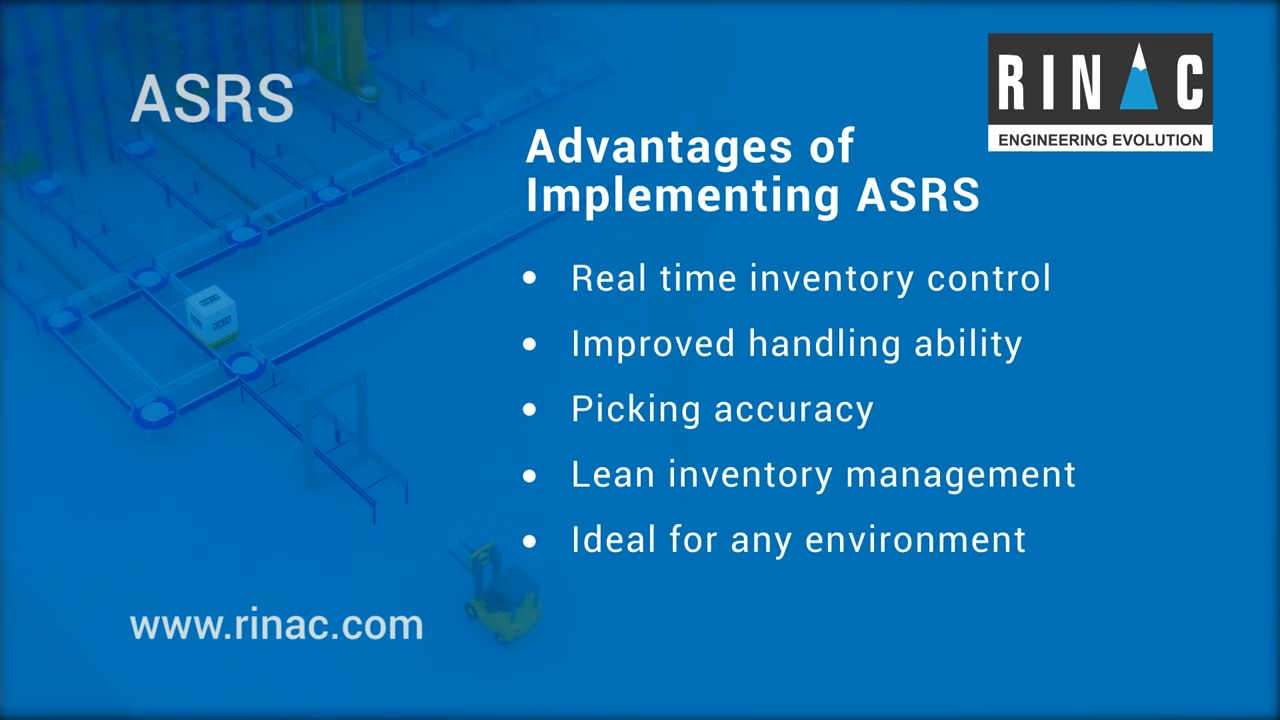 ASRS
RINAC
ENGINEERING EVOLUTION
Advantages of
Implementing ASRS
• Real time inventory control
• Improved handling ability
• Picking accuracy
• Lean inventory management
• Ideal for any environment
www.rinac.com